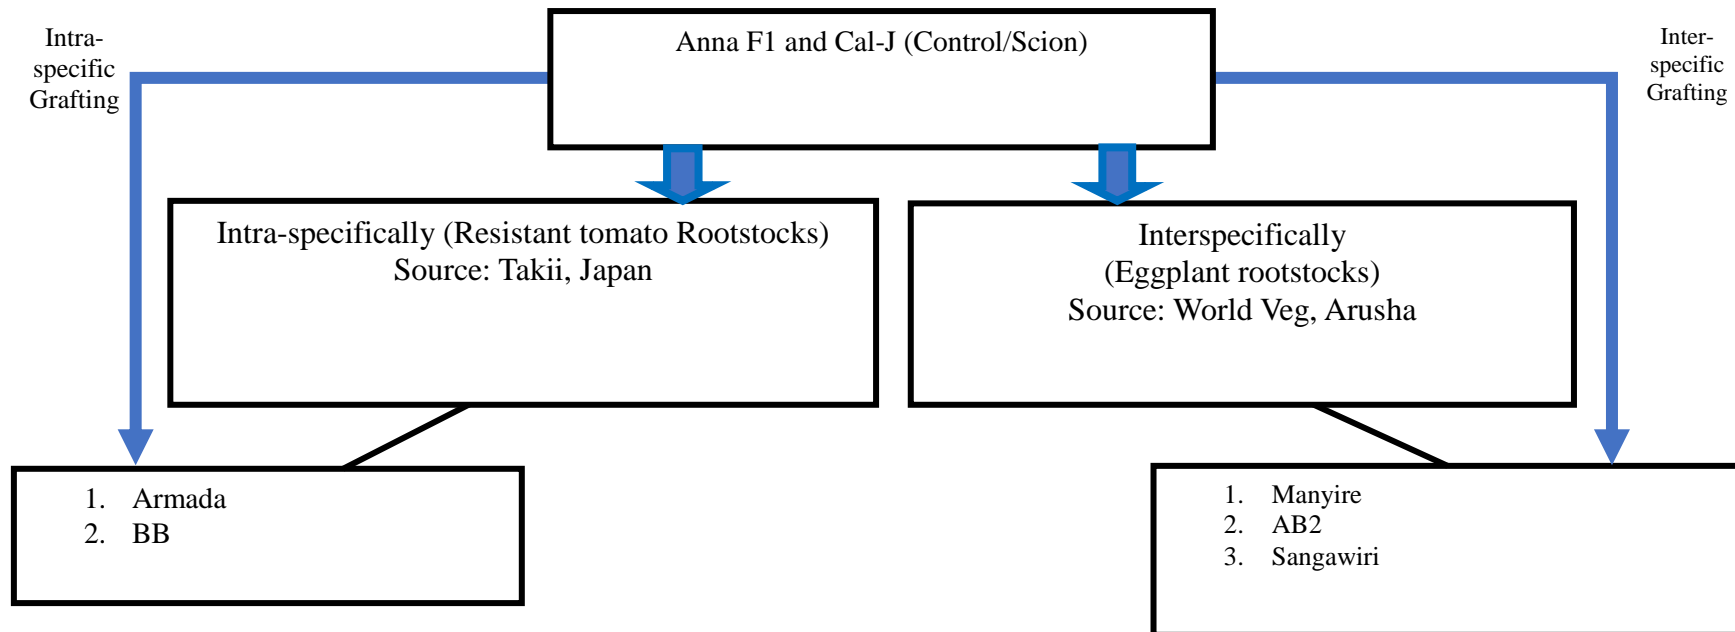 Anna F1 and Cal-J (Control/Scion)
Intra-
specific
Grafting
Inter-
specific
Grafting
Intra-specifically (Resistant tomato Rootstocks)
Source: Takii, Japan
Interspecifically
(Eggplant rootstocks)
Source: World Veg, Arusha
1. Armada
2. BB
1. Manyire
2. AB2
3. Sangawiri